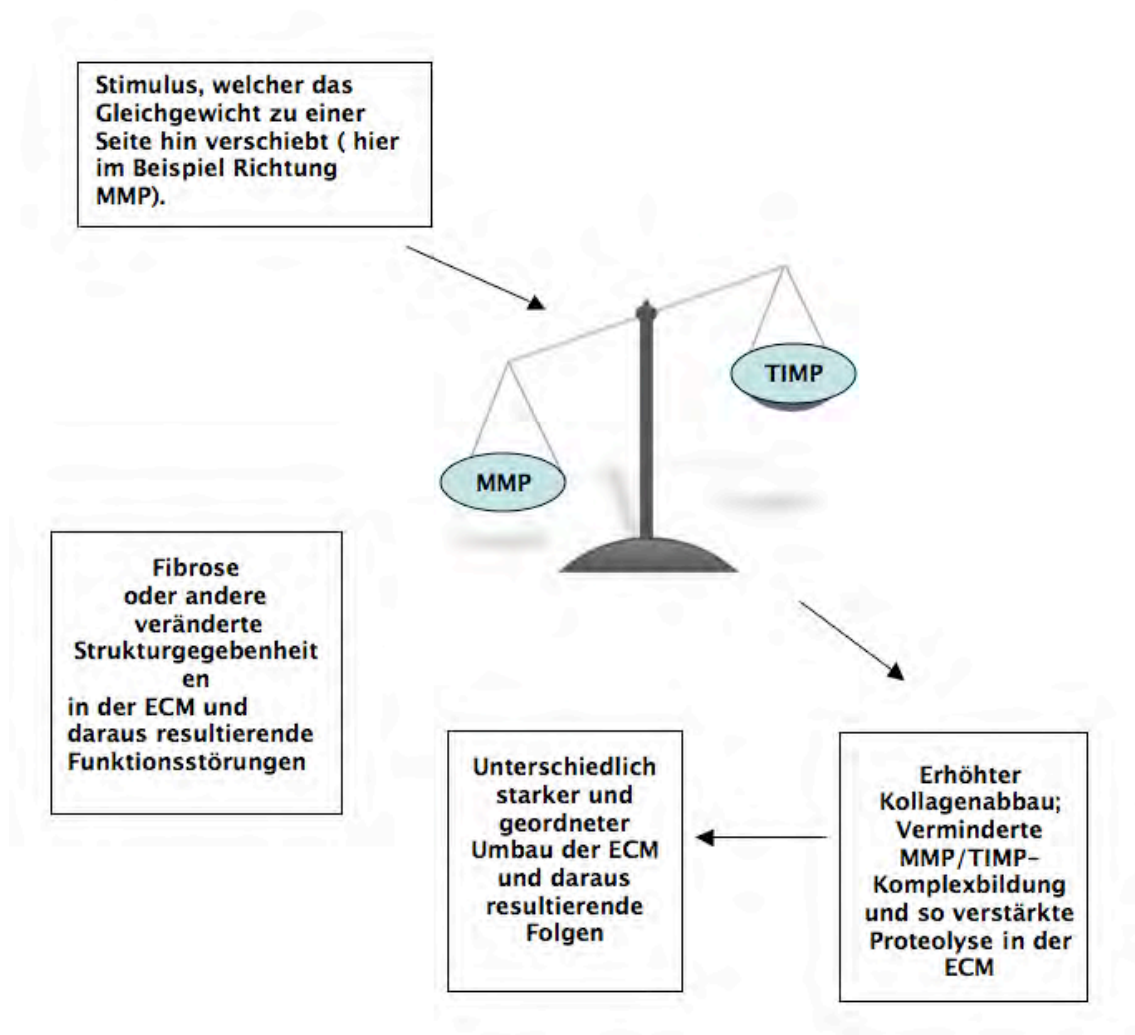 Stimulus, welcher das
Gleichgewicht zu einer
Seite hin verschiebt ( hier
im Beispiel Richtung
MMP).
TIMP
MMP
Fibrose
oder andere
veränderte
Strukturgegebenheit
en
in der ECM und
daraus resultierende
Funktionsstörungen
Unterschiedlich
starker und
geordneter
Umbau der ECM
und daraus
resultierende
Folgen
Erhöhter
Kollagenabbau;
Verminderte
MMP/TIMP-
Komplexbildung
und so verstärkte
Proteolyse in der
ECM